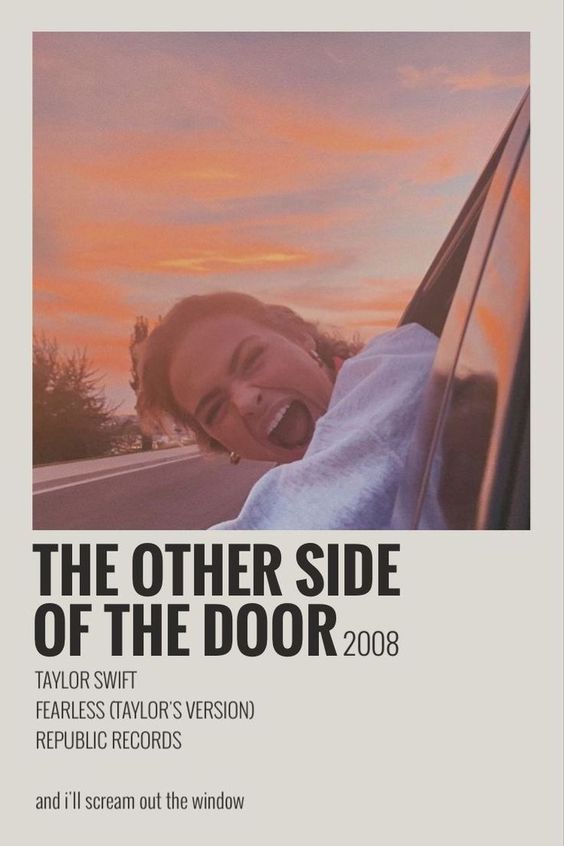 THE OTHER SIDE
OF THE DOOR 2008
TAYLOR SWIFT
FEARLESS (TAYLOR'S VERSION)
REPUBLIC RECORDS
and i'll scream out the window